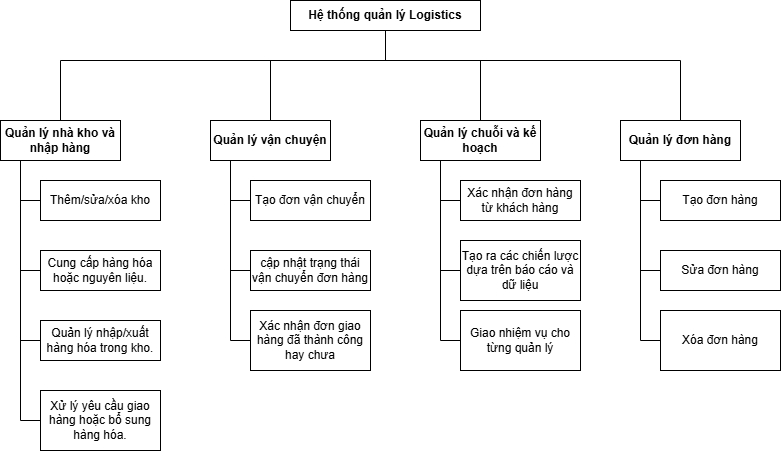 Hệ thống quản lý Logistics
Quản lý nhà kho và
nhập hàng
Thêm/sửa/xóa kho
Cung cấp hàng hóa
hoặc nguyên liệu.
Quản lý nhập/xuất
hàng hóa trong kho.
Xử lý yêu cầu giao
hàng hoặc bổ sung
hàng hóa.
Quản lý vận chuyện
Tạo đơn vận chuyển
cập nhật trạng thái
vận chuyển đơn hàng
Xác nhận đơn giao
hàng đã thành công
hay chưa
Quản lý chuỗi và kế
hoạch
Xác nhận đơn hàng
từ khách hàng
Tạo ra các chiến lược
dựa trên báo cáo và
dữ liệu
Giao nhiệm vụ cho
từng quản lý
Quản lý đơn hàng
Tạo đơn hàng
Sửa đơn hàng
Xóa đơn hàng